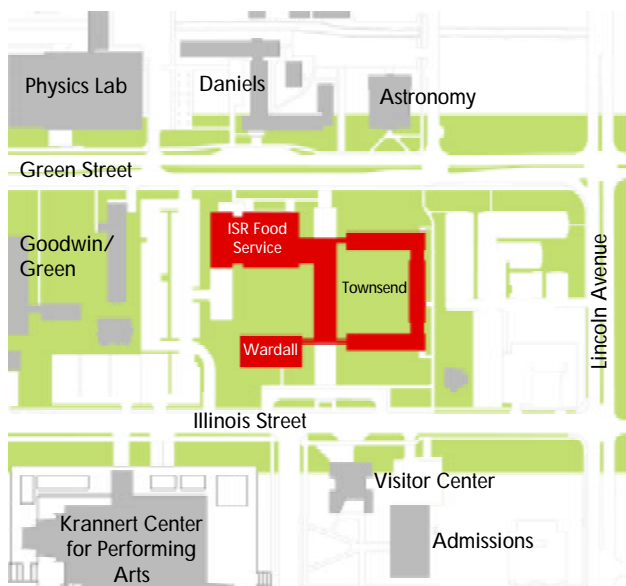 Physics Lab
Daniels
Astronomy
Green Street
Goodwin/
Green
ISR Food
Service
Townsend
Lincoln Avenue
Wardall
Illinois Street
Visitor Center
Krannert Center
for Performing
Arts
Admissions